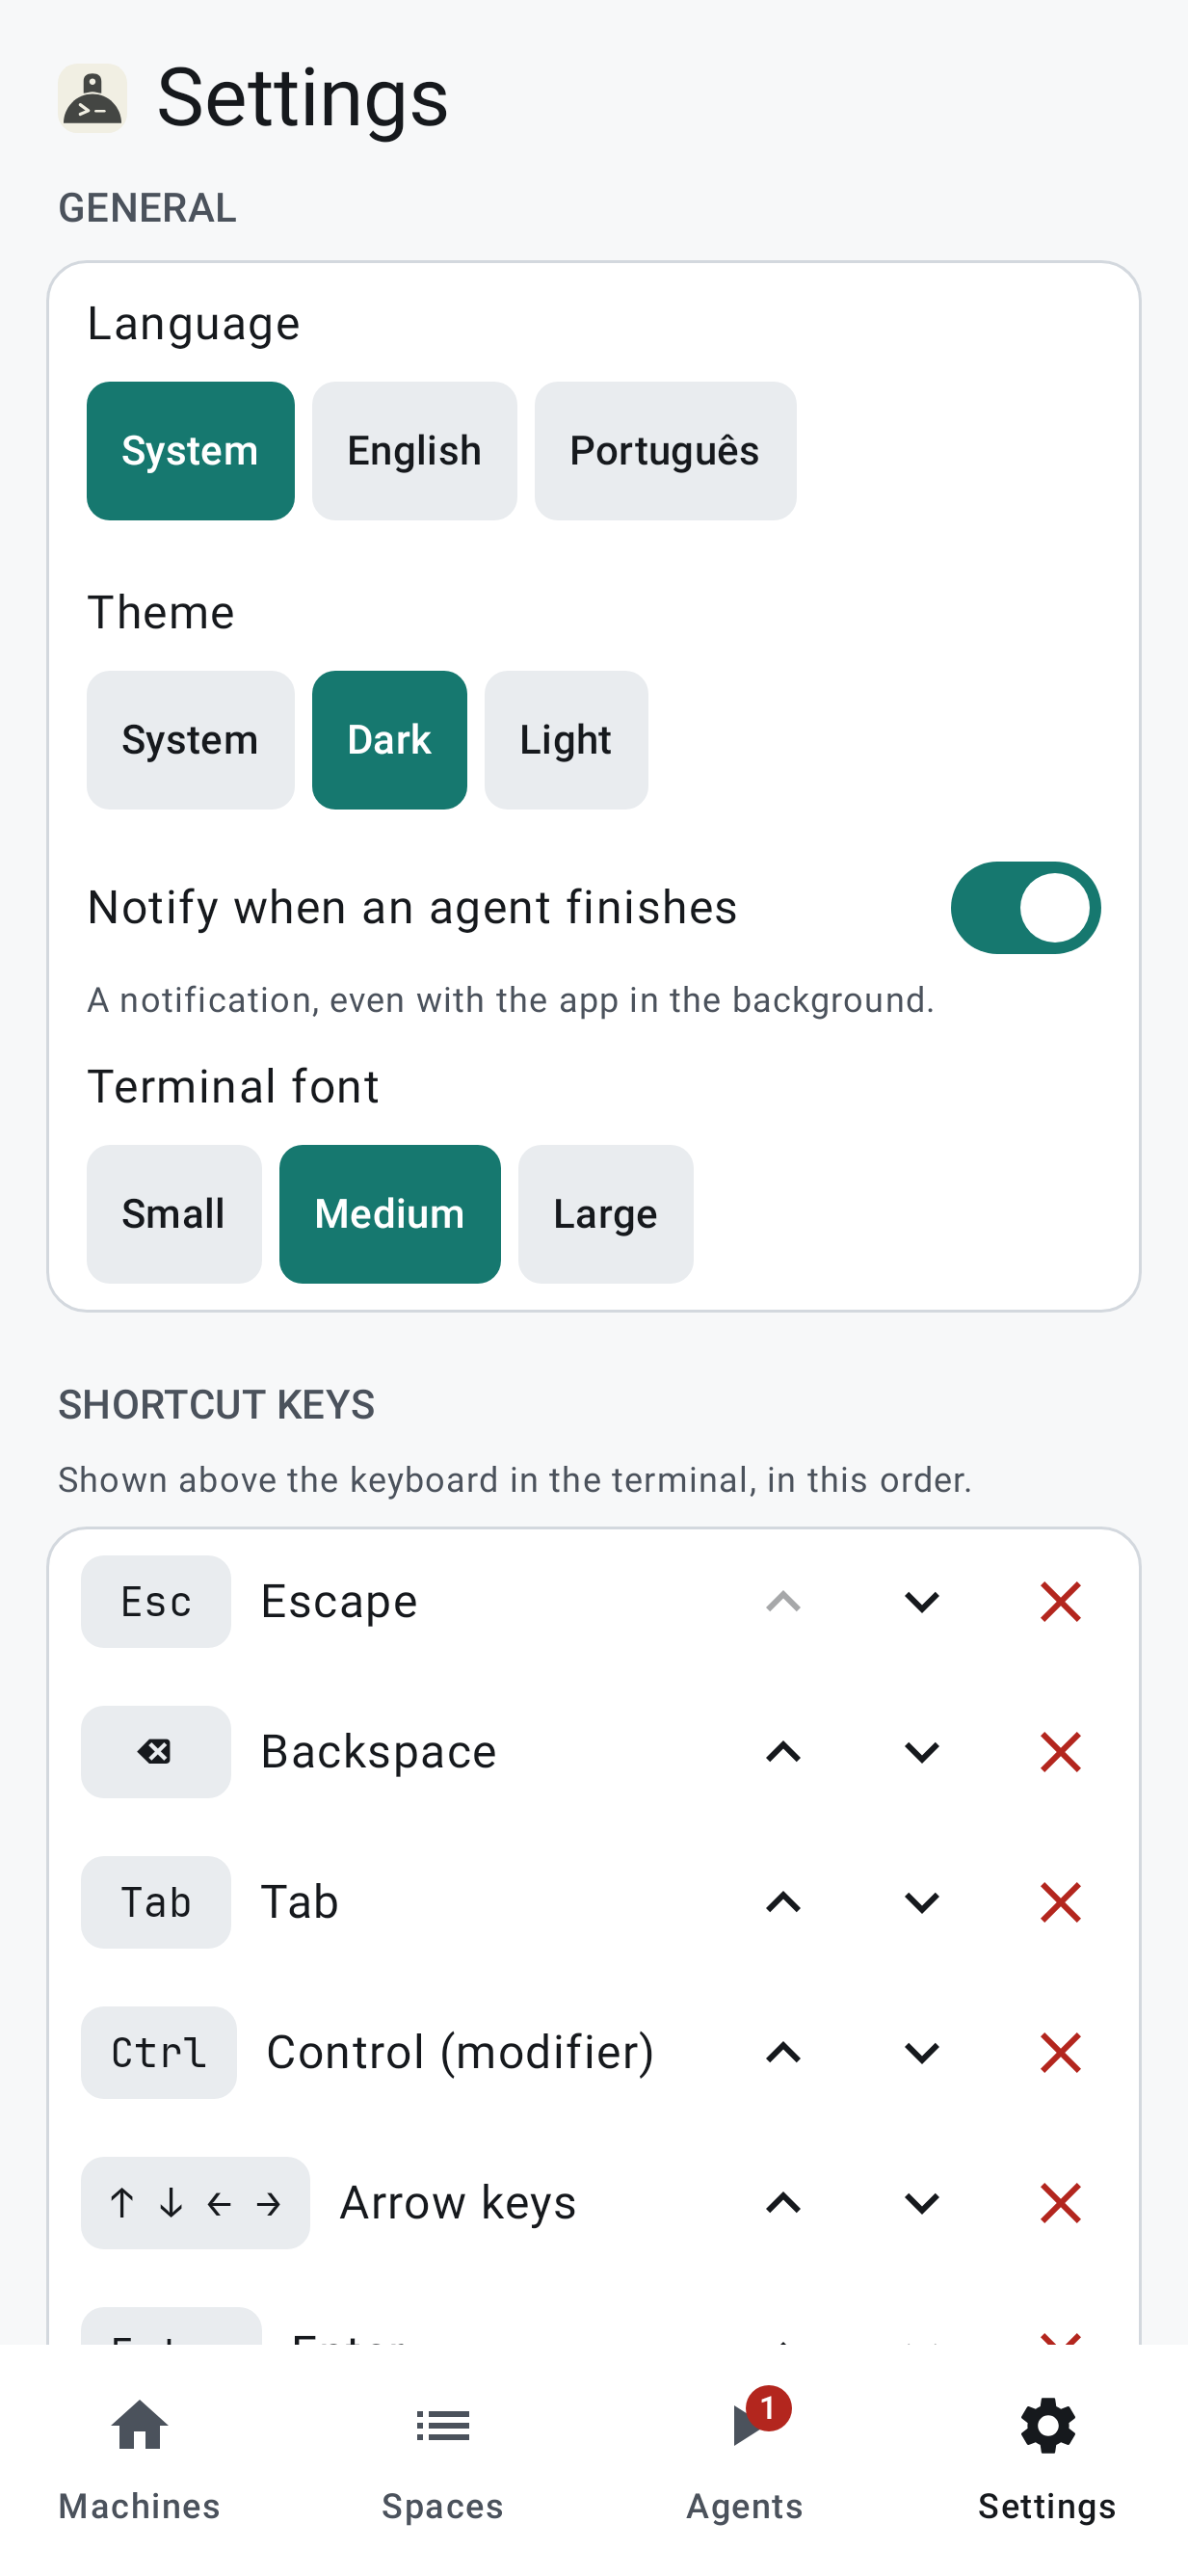 Settings
GENERAL
Language
System English Português
Theme
System Dark Light
Notify when an agent finishes
A notification, even with the app in the background.
Terminal font
Small Medium Large
SHORTCUT KEYS
Shown above the keyboard in the terminal, in this order.
Esc Escape
Backspace
Tab Tab
Ctrl Control (modifier)
↑ ↓ ← → Arrow keys
1
Machines Spaces Agents Settings